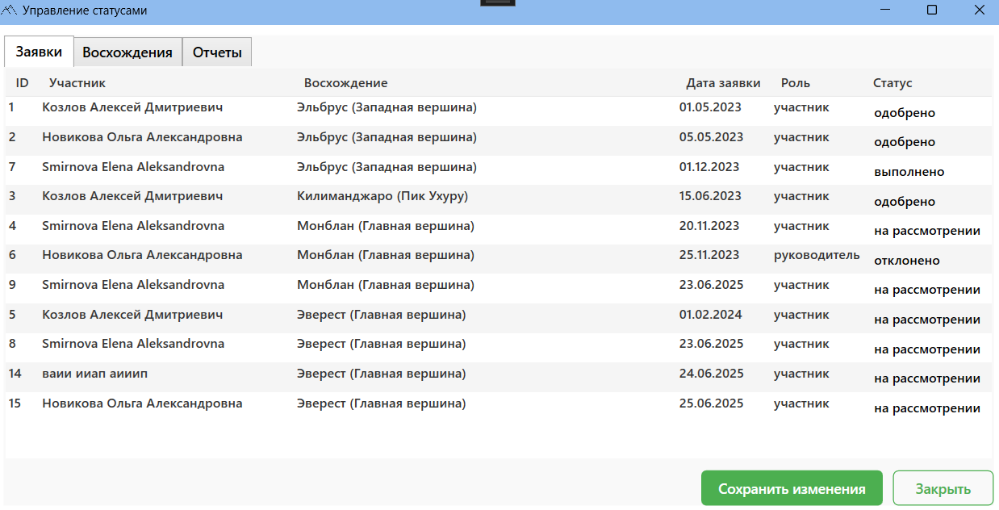 Управление статусами
Заявки Восхождения Отчеты
ID Участник Восхождение Дата заявки Роль Статус
1 Козлов Алексей Дмитриевич Эльбрус (Западная вершина) 01.05.2023 участник одобрено
2 Новикова Ольга Александровна Эльбрус (Западная вершина) 05.05.2023 участник одобрено
7 Smirnova Elena Aleksandrovna Эльбрус (Западная вершина) 01.12.2023 участник выполнено
3 Козлов Алексей Дмитриевич Килиманджаро (Пик Ухуру) 15.06.2023 участник одобрено
4 Smirnova Elena Aleksandrovna Монблан (Главная вершина) 20.11.2023 участник на рассмотрении
6 Новикова Ольга Александровна Монблан (Главная вершина) 25.11.2023 руководитель отклонено
9 Smirnova Elena Aleksandrovna Монблан (Главная вершина) 23.06.2025 участник на рассмотрении
5 Козлов Алексей Дмитриевич Эверест (Главная вершина) 01.02.2024 участник на рассмотрении
8 Smirnova Elena Aleksandrovna Эверест (Главная вершина) 23.06.2025 участник на рассмотрении
14 ваии ииап аииип Эверест (Главная вершина) 24.06.2025 участник на рассмотрении
15 Новикова Ольга Александровна Эверест (Главная вершина) 25.06.2025 участник на рассмотрении
Сохранить изменения Закрыть